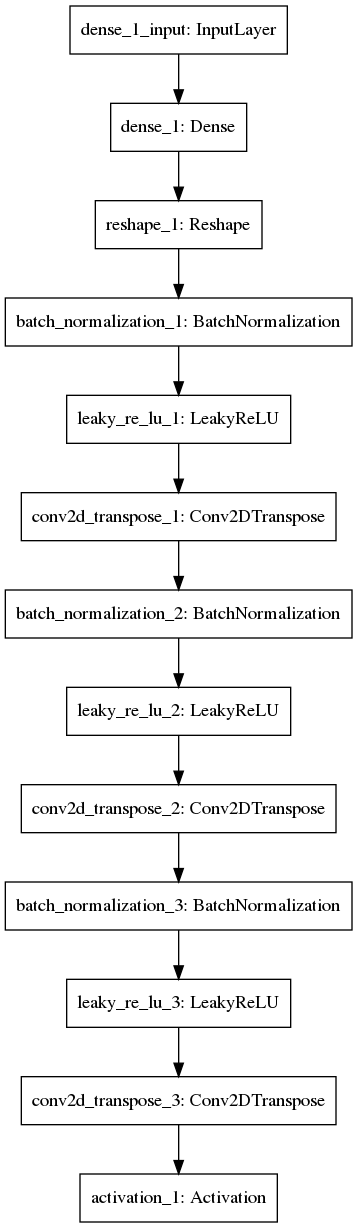 dense_1_input: InputLayer
dense_1: Dense
reshape_1: Reshape
batch_normalization_1: BatchNormalization
leaky_re_lu_1: LeakyReLU
conv2d_transpose_1: Conv2DTranspose
batch_normalization_2: BatchNormalization
leaky_re_lu_2: LeakyReLU
conv2d_transpose_2: Conv2DTranspose
batch_normalization_3: BatchNormalization
leaky_re_lu_3: LeakyReLU
conv2d_transpose_3: Conv2DTranspose
activation_1: Activation